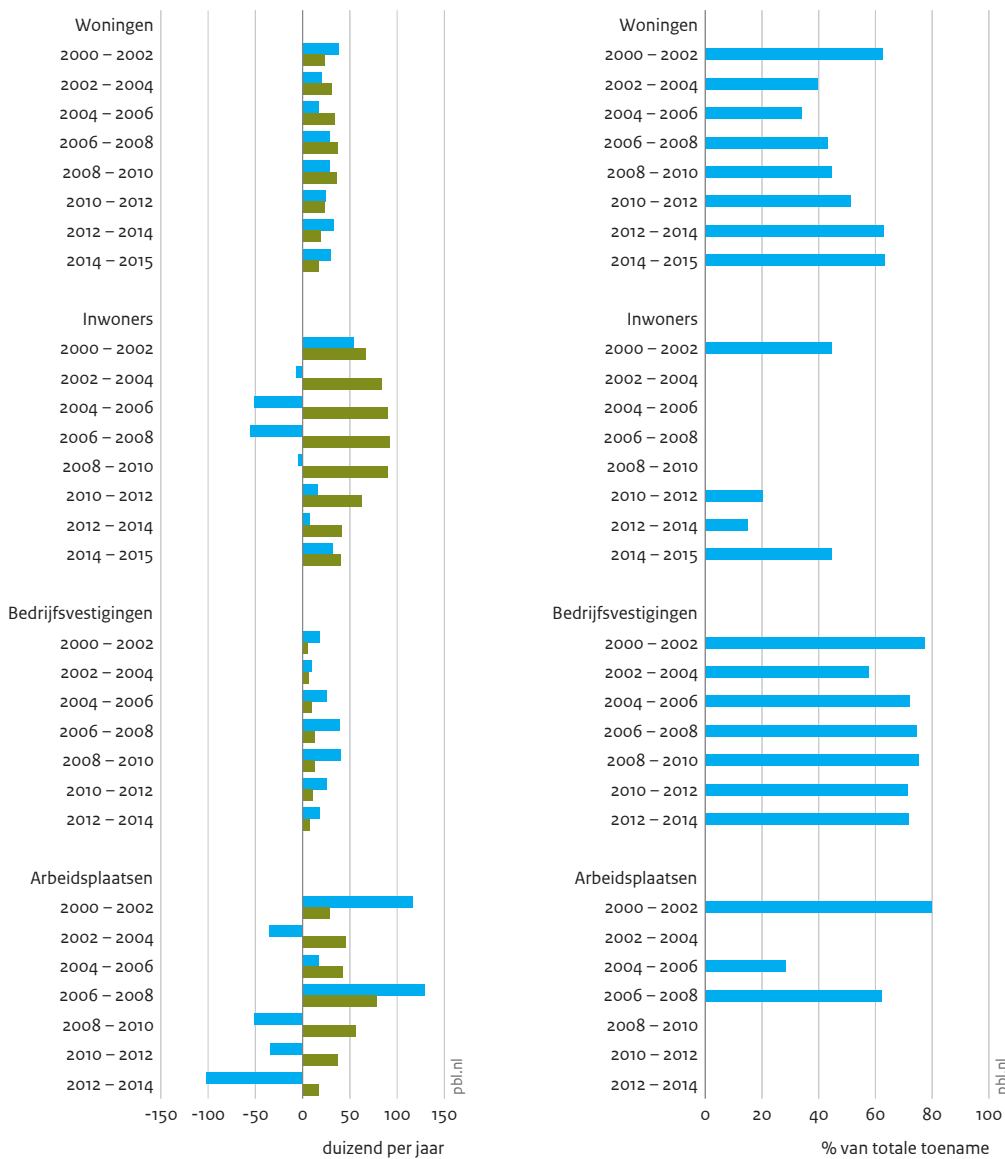 Woningen
2000 – 2002
2002 – 2004
2004 – 2006
2006 – 2008
2008 – 2010
2010 – 2012
2012 – 2014
2014 – 2015
Inwoners
2000 – 2002
2002 – 2004
2004 – 2006
2006 – 2008
2008 – 2010
2010 – 2012
2012 – 2014
2014 – 2015
Bedrijfsvestigingen
2000 – 2002
2002 – 2004
2004 – 2006
2006 – 2008
2008 – 2010
2010 – 2012
2012 – 2014
Arbeidsplaatsen
2000 – 2002
2002 – 2004
2004 – 2006
2006 – 2008
2008 – 2010
2010 – 2012
2012 – 2014
-150 -100 -50 0 50 100 150
duizend per jaar
pbl.nl
Woningen
2000 – 2002
2002 – 2004
2004 – 2006
2006 – 2008
2008 – 2010
2010 – 2012
2012 – 2014
2014 – 2015
Inwoners
2000 – 2002
2002 – 2004
2004 – 2006
2006 – 2008
2008 – 2010
2010 – 2012
2012 – 2014
2014 – 2015
Bedrijfsvestigingen
2000 – 2002
2002 – 2004
2004 – 2006
2006 – 2008
2008 – 2010
2010 – 2012
2012 – 2014
Arbeidsplaatsen
2000 – 2002
2002 – 2004
2004 – 2006
2006 – 2008
2008 – 2010
2010 – 2012
2012 – 2014
0 20 40 60 80 100
% van totale toename
pbl.nl